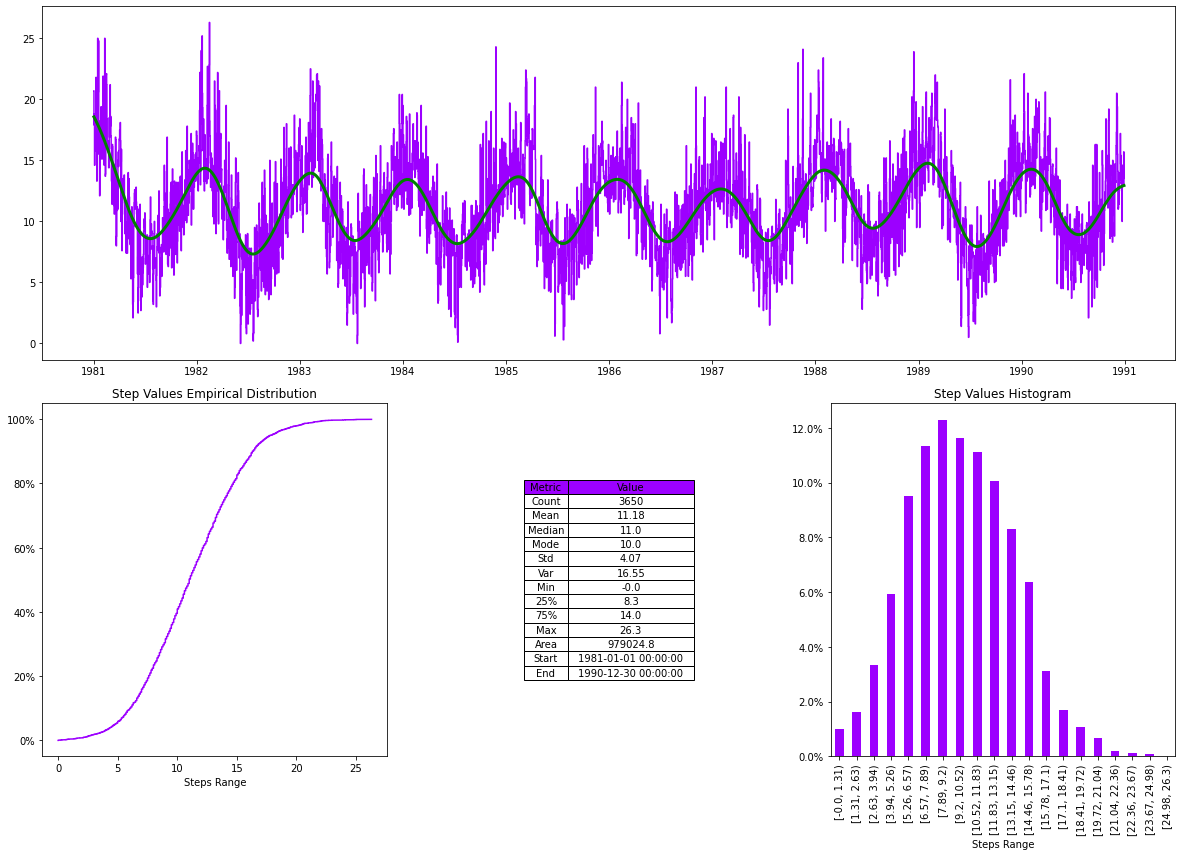 25
20
15
10
5
0
1981 1982 1983 1984 1985 1986 1987 1988 1989 1990 1991
Step Values Empirical Distribution
100%
80%
60%
40%
20%
0%
0 5 10 15 20 25
Steps Range
Metric Value
Count 3650
Mean 11.18
Median 11.0
Mode 10.0
Std 4.07
Var 16.55
Min -0.0
25% 8.3
75% 14.0
Max 26.3
Area 979024.8
Start 1981-01-01 00:00:00
End 1990-12-30 00:00:00
Step Values Histogram
12.0%
10.0%
8.0%
6.0%
4.0%
2.0%
0.0%
[-0.0, 1.31)
[1.31, 2.63)
[2.63, 3.94)
[3.94, 5.26)
[5.26, 6.57)
[6.57, 7.89)
[7.89, 9.2)
[9.2, 10.52)
[10.52, 11.83)
[11.83, 13.15)
[13.15, 14.46)
[14.46, 15.78)
[15.78, 17.1)
[17.1, 18.41)
[18.41, 19.72)
[19.72, 21.04)
[21.04, 22.36)
[22.36, 23.67)
[23.67, 24.98)
[24.98, 26.3)
Steps Range